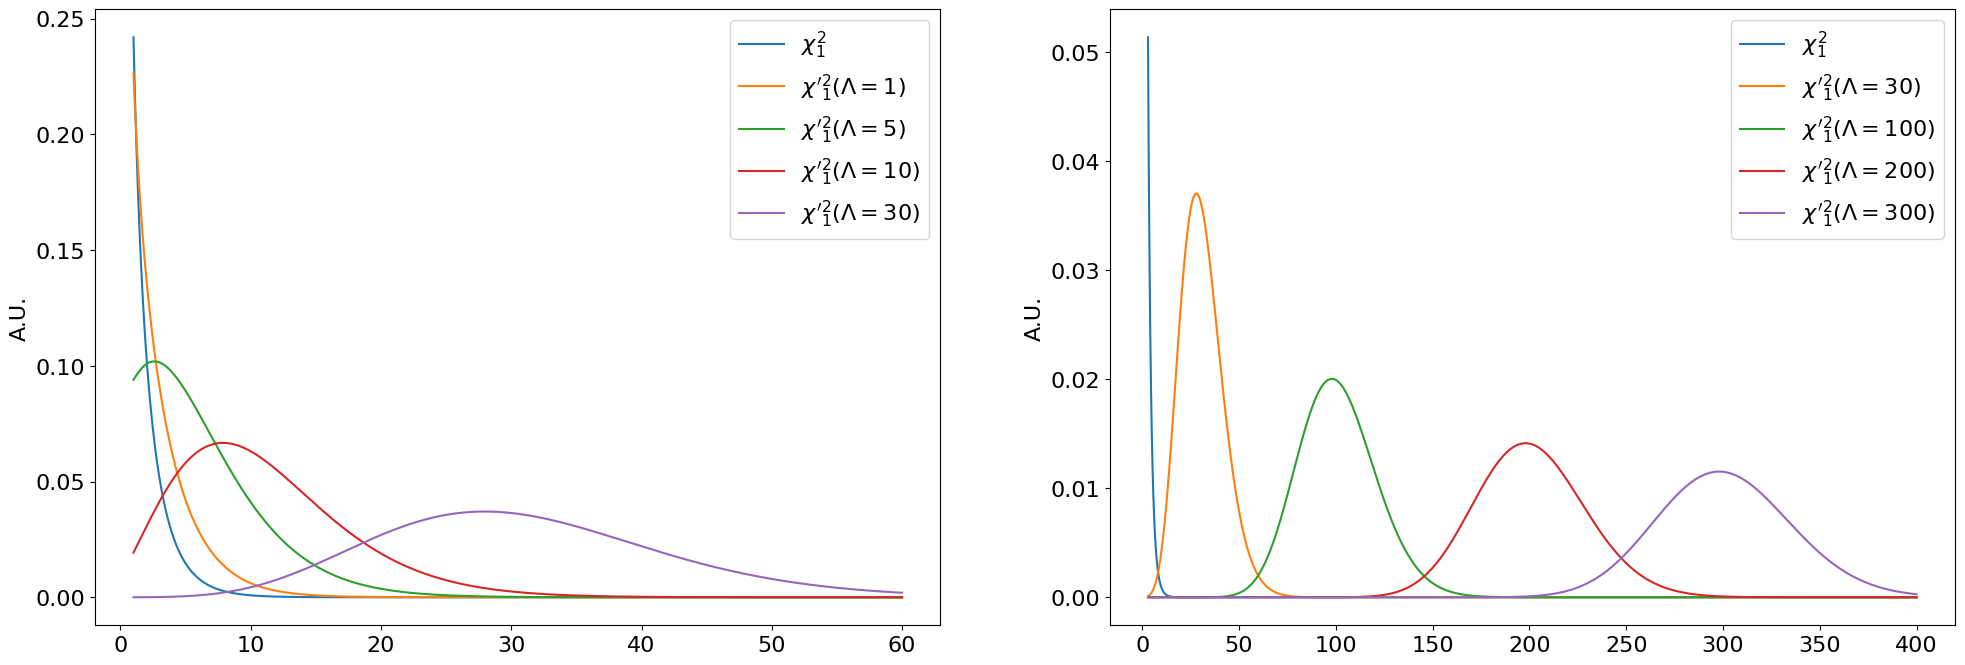 0.25
0.20
0.15
0.10
0.05
0.00
A.U.
0 10 20 30 40 50 60
χ²₁
χ′²₁(Λ = 1)
χ′²₁(Λ = 5)
χ′²₁(Λ = 10)
χ′²₁(Λ = 30)
0.05
0.04
0.03
0.02
0.01
0.00
A.U.
0 50 100 150 200 250 300 350 400
χ²₁
χ′²₁(Λ = 30)
χ′²₁(Λ = 100)
χ′²₁(Λ = 200)
χ′²₁(Λ = 300)